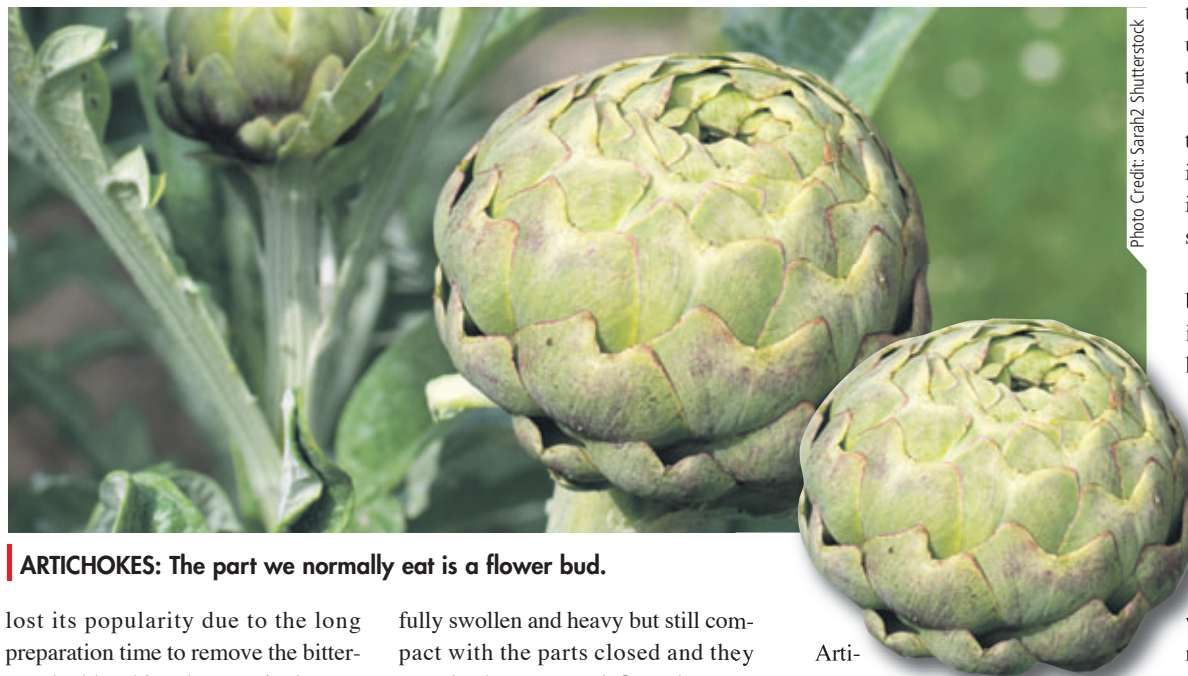 Photo Credit: Sarah2 Shutterstock
ARTICHOKES: The part we normally eat is a flower bud.
lost its popularity due to the long
preparation time to remove the bitter-
fully swollen and heavy but still com-
pact with the parts closed and they
Arti-